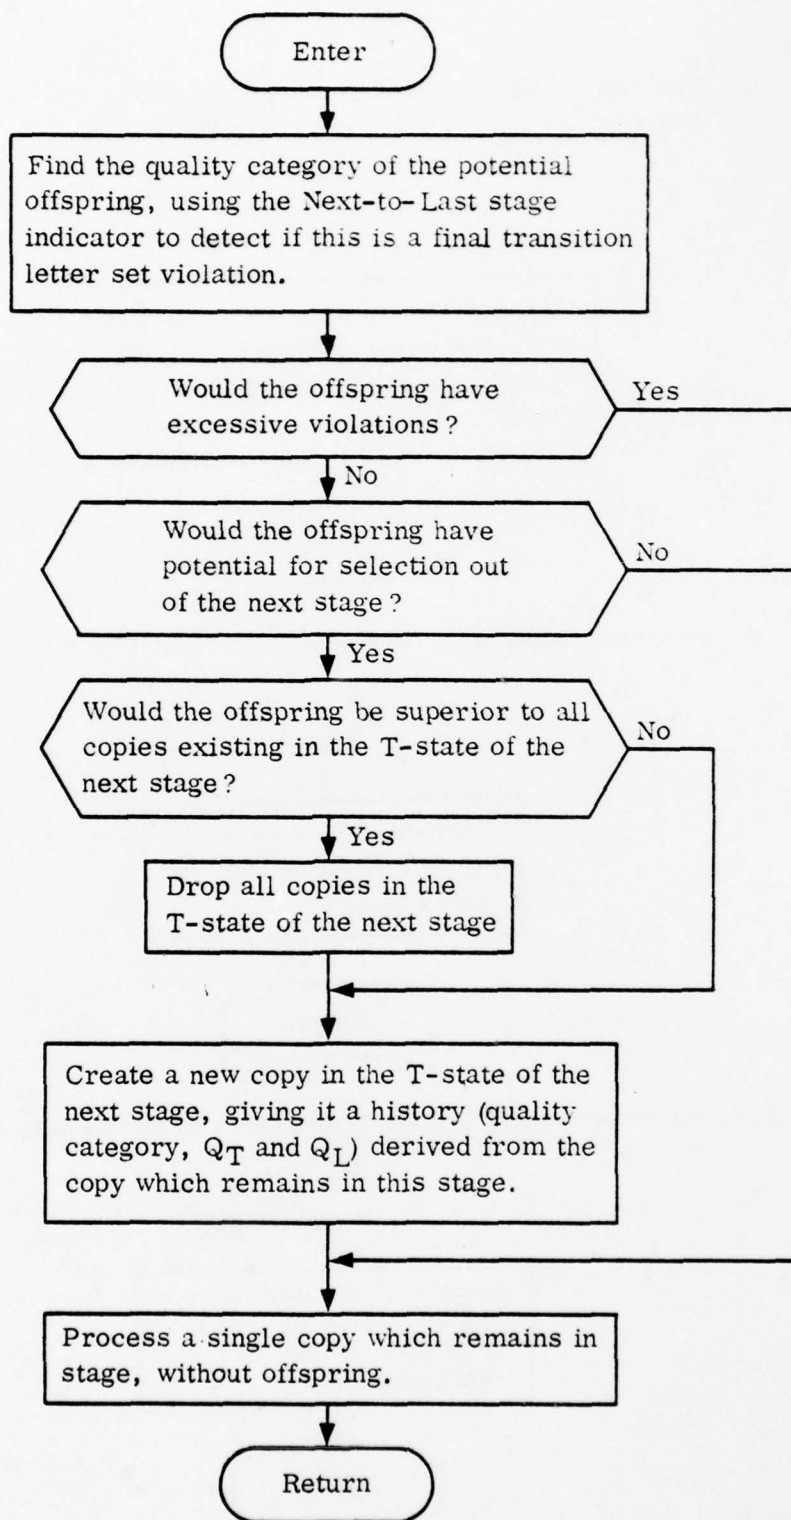 Enter
Find the quality category of the potential
offspring, using the Next-to-Last stage
indicator to detect if this is a final transition
letter set violation.
Would the offspring have
excessive violations?
Yes
No
Would the offspring have
potential for selection out
of the next stage?
No
Yes
Would the offspring be superior to all
copies existing in the T-state of the
next stage?
No
Yes
Drop all copies in the
T-state of the next stage
Create a new copy in the T-state of the
next stage, giving it a history (quality
category, QT and QL) derived from the
copy which remains in this stage.
Process a single copy which remains in
stage, without offspring.
Return